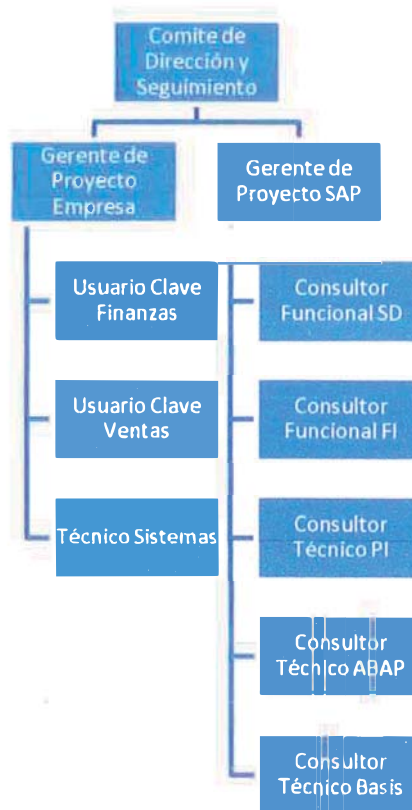 Comite de
Dirección y
Seguimiento
Gerente de
Proyecto
Empresa
Gerente de
Proyecto SAP
Usuario Clave
Finanzas
Usuario Clave
Ventas
Técnico Sistemas
Consultor
Funcional SD
Consultor
Funcional FI
Consultor
Técnico PI
Consultor
Técnico ABAP
Consultor
Técnico Basis